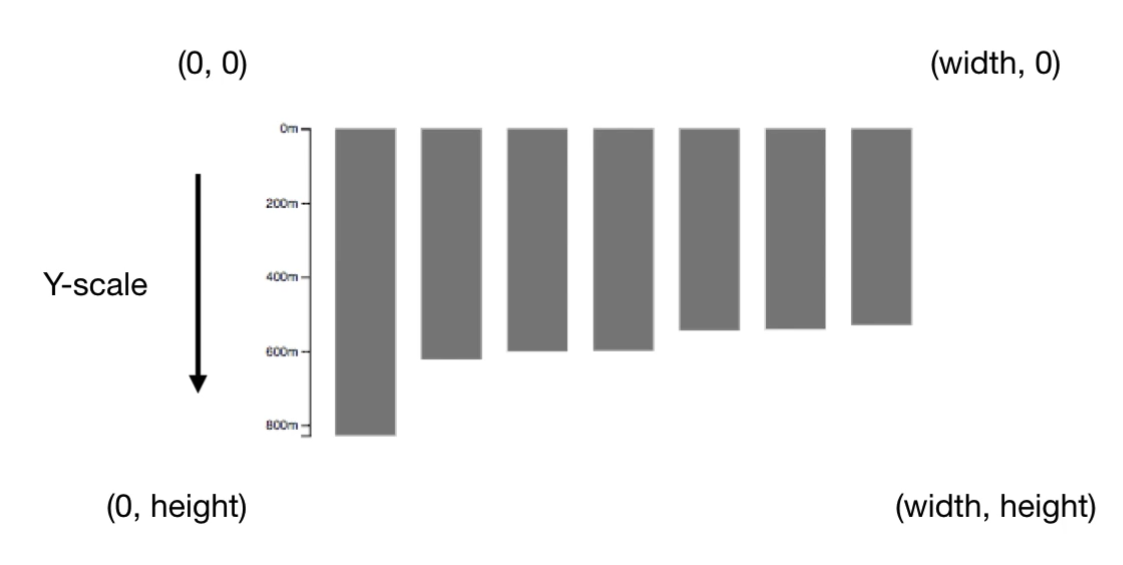 (0, 0)
(width, 0)
0m
200m
400m
Y-scale
600m
800m
(0, height)
(width, height)